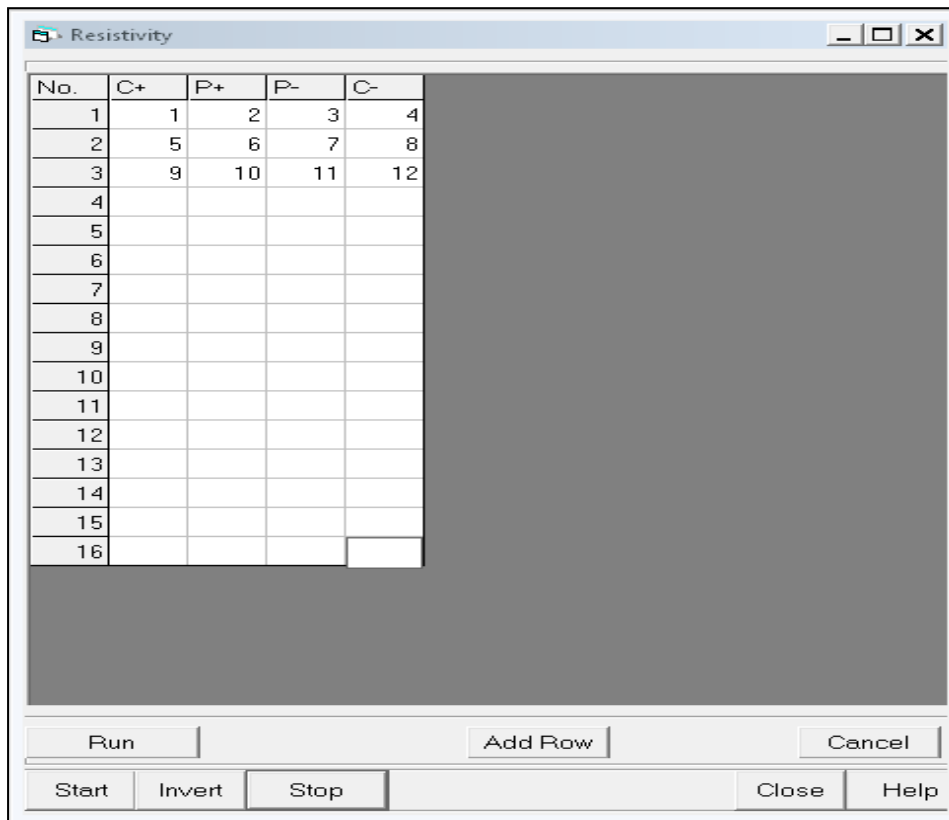 Resistivity
No. C+ P+ P- C-
1 1 2 3 4
2 5 6 7 8
3 9 10 11 12
4
5
6
7
8
9
10
11
12
13
14
15
16
Run Add Row Cancel
Start Invert Stop Close Help